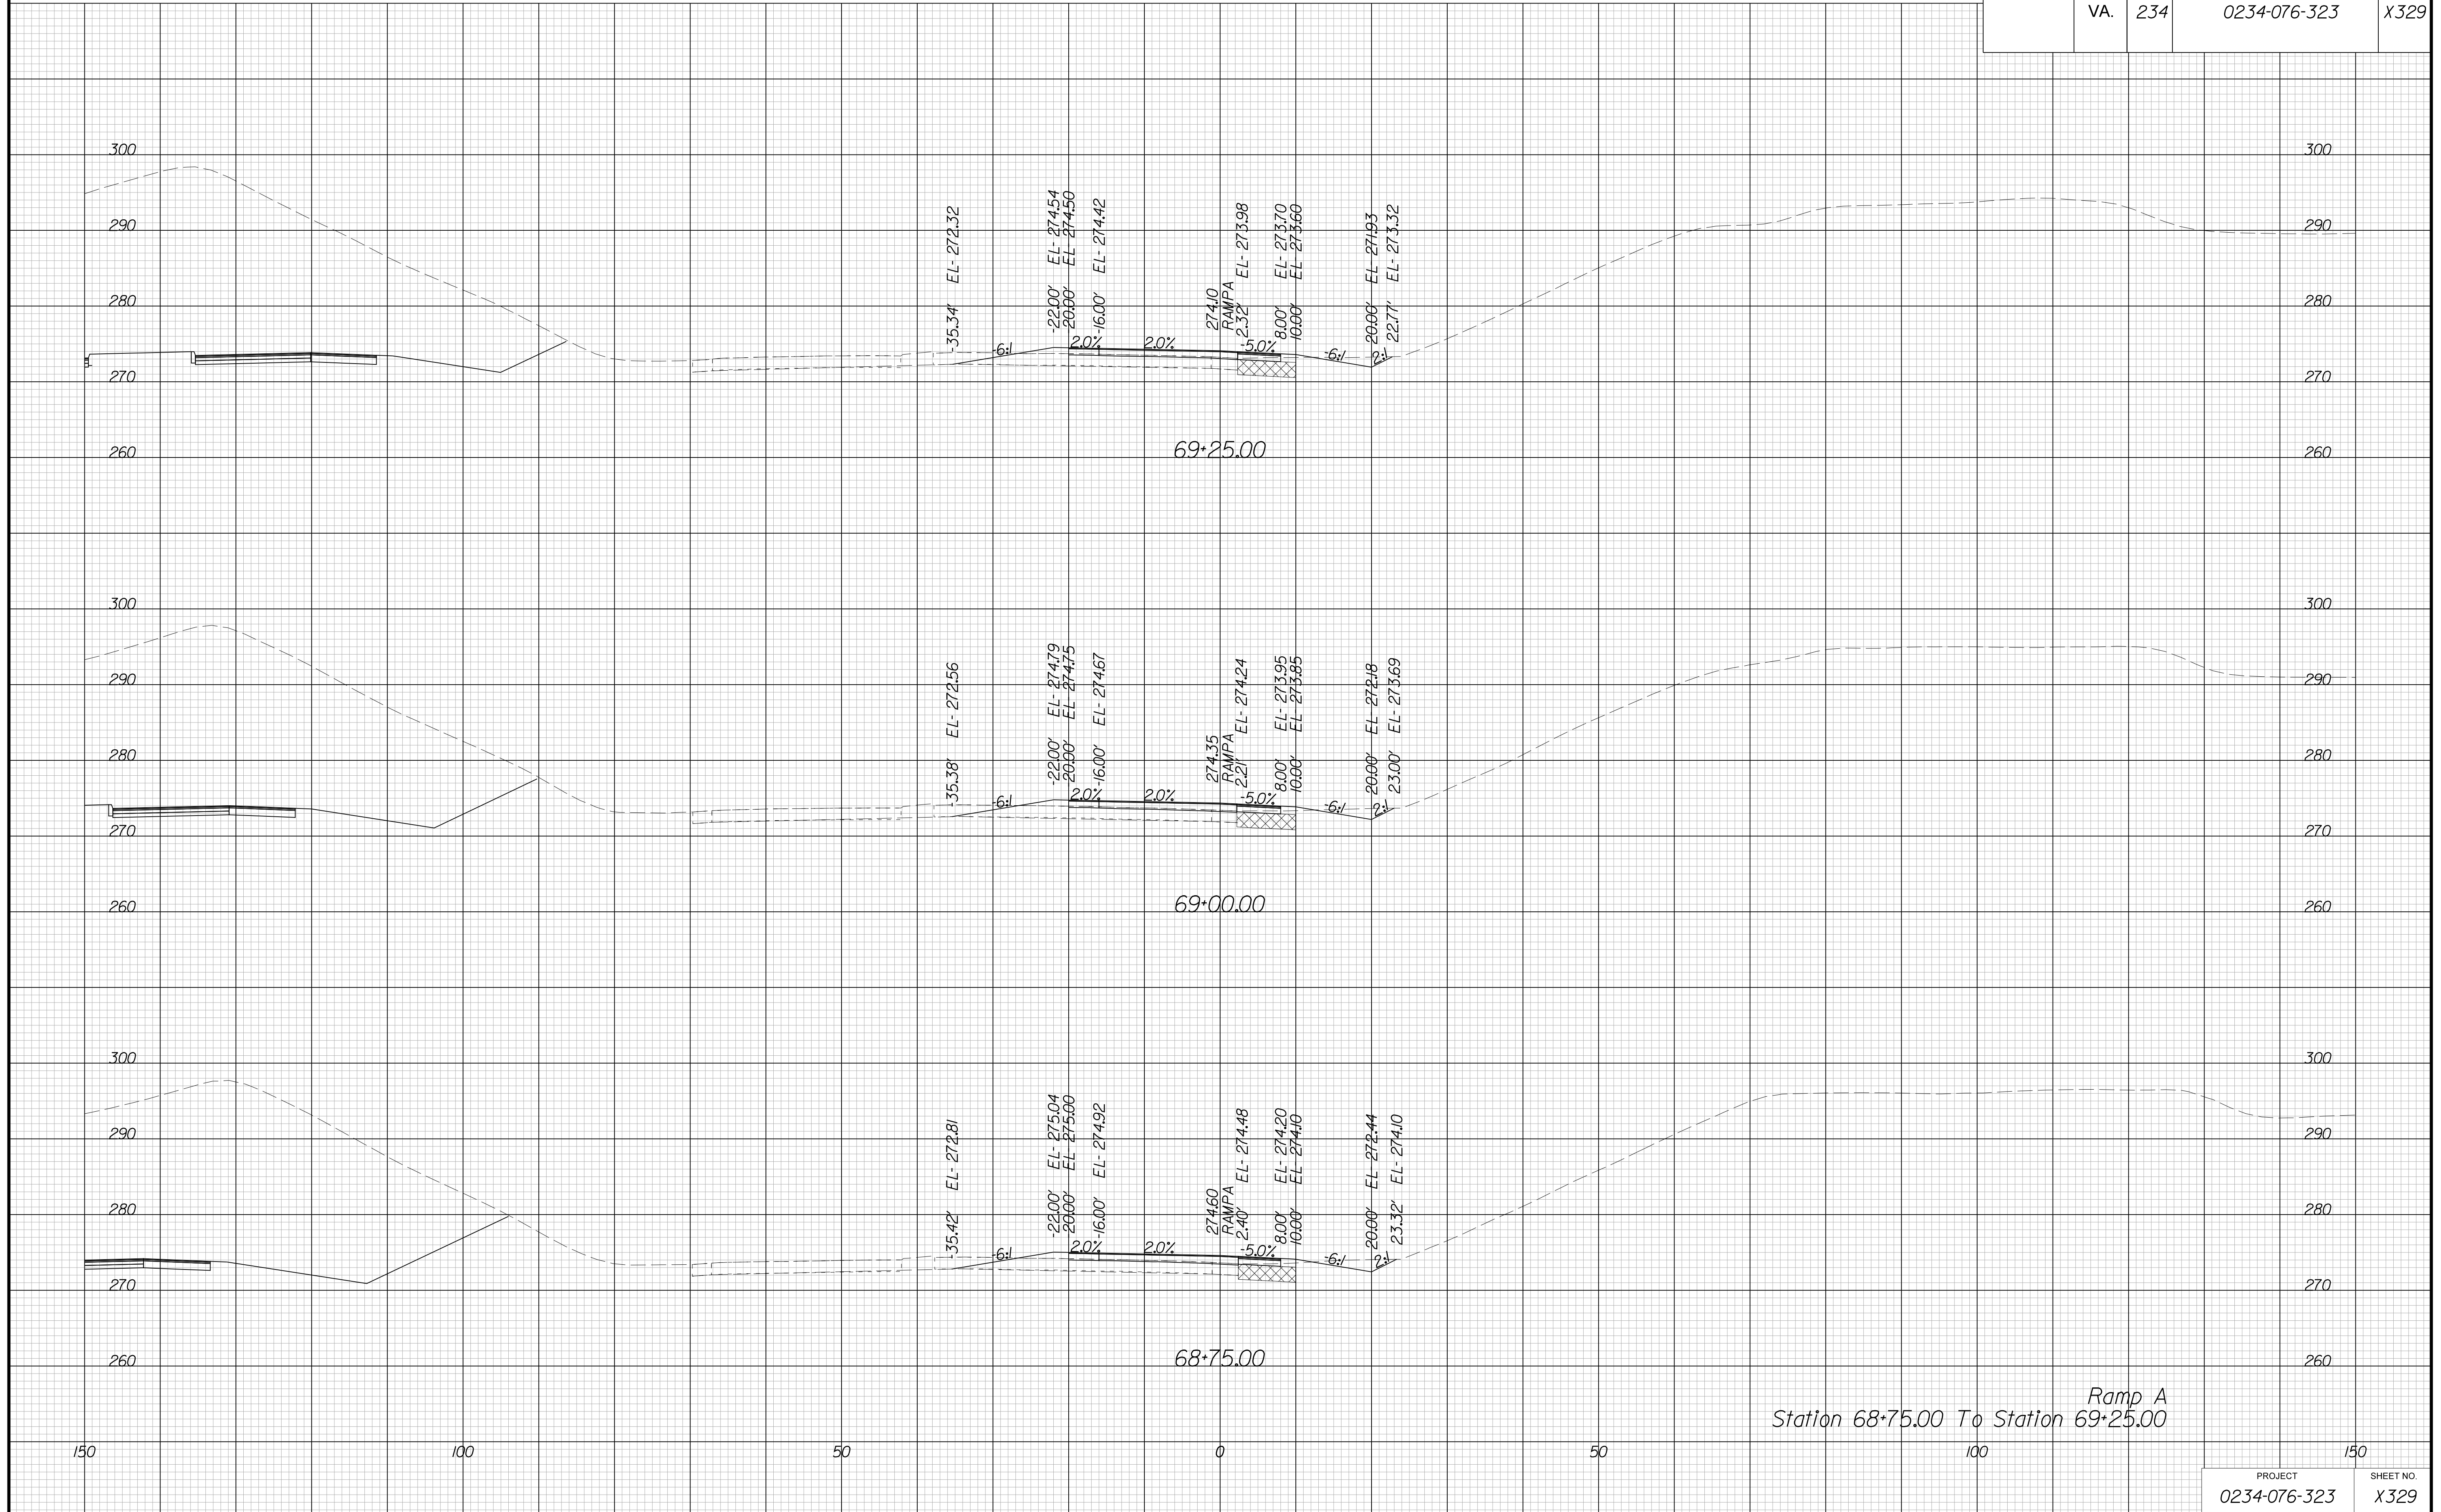 VA. 234 0234-076-323 X329
300 300
290 290
280 280
270 270
260 260
-35.34' EL- 272.32
-22.00' EL- 274.54
20.00' EL 274.50
-16.00' EL- 274.42
274.10
RAMPA
2.32' EL- 273.98
8.00' EL- 273.70
10.00' EL- 273.60
20.00' EL 271.93
22.77' EL- 273.32
-6:1 2.0% 2.0% -5.0% -6:1 2:1
69+25.00
300 300
290 290
280 280
270 270
260 260
-35.38' EL- 272.56
-22.00' EL- 274.79
20.00' EL 274.75
-16.00' EL- 274.67
274.35
RAMPA
2.21' EL- 274.24
8.00' EL- 273.95
10.00' EL 273.85
20.00' EL 272.18
23.00' EL- 273.69
-6:1 2.0% 2.0% -5.0% -6:1 2:1
69+00.00
300 300
290 290
280 280
270 270
260 260
-35.42' EL- 272.81
-22.00' EL- 275.04
20.00' EL 275.00
-16.00' EL- 274.92
274.60
RAMPA
2.40' EL- 274.48
8.00' EL- 274.20
10.00' EL 274.10
20.00' EL 272.44
23.32' EL- 274.10
-6:1 2.0% 2.0% -5.0% -6:1 2:1
68+75.00
Ramp A
Station 68+75.00 To Station 69+25.00
150 100 50 0 50 100 150
PROJECT SHEET NO.
0234-076-323 X329